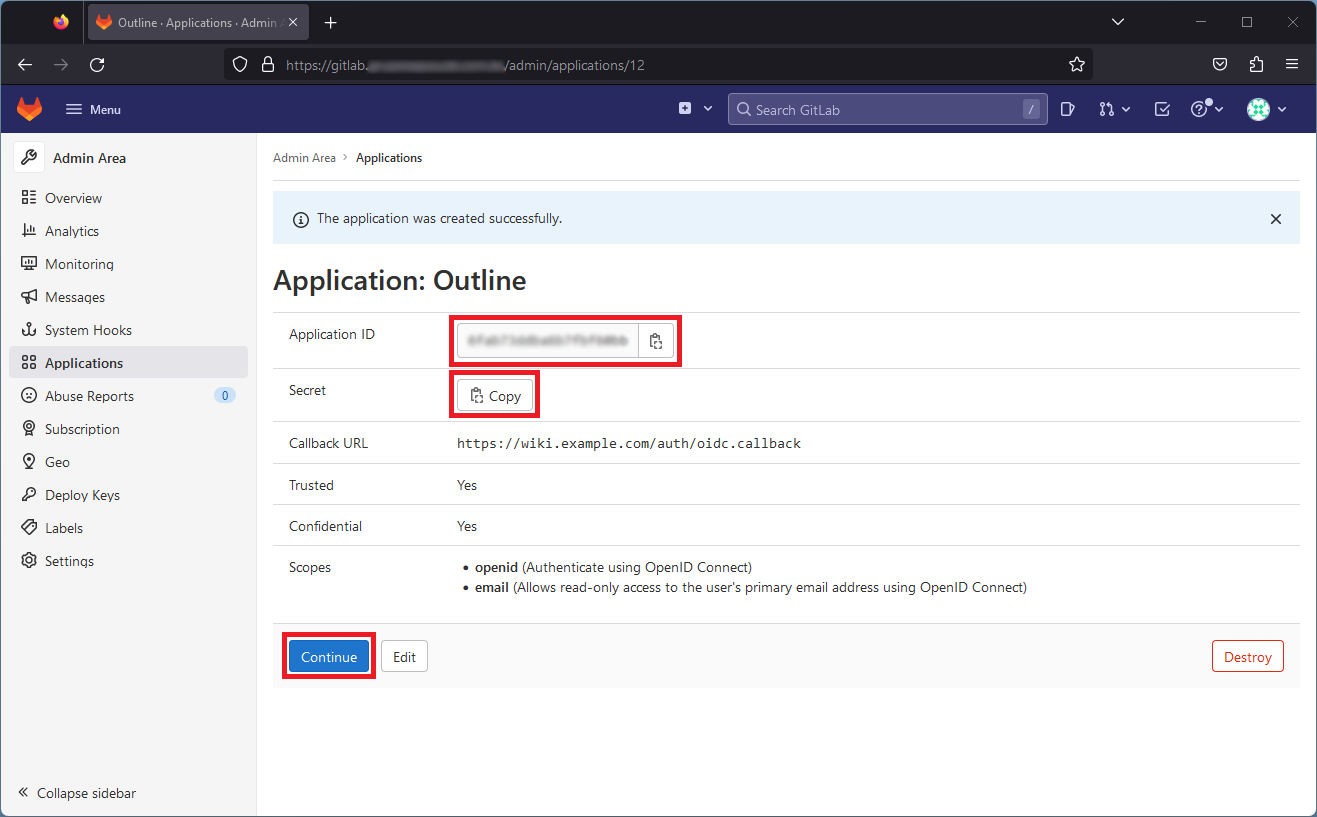 Outline · Applications · Admin
https://gitlab. /admin/applications/12
Menu
Search GitLab
/
Admin Area
Overview
Analytics
Monitoring
Messages
System Hooks
Applications
Abuse Reports 0
Subscription
Geo
Deploy Keys
Labels
Settings
Collapse sidebar
Admin Area > Applications
The application was created successfully.
Application: Outline
Application ID
Secret Copy
Callback URL https://wiki.example.com/auth/oidc.callback
Trusted Yes
Confidential Yes
Scopes • openid (Authenticate using OpenID Connect)
• email (Allows read-only access to the user's primary email address using OpenID Connect)
Continue Edit Destroy